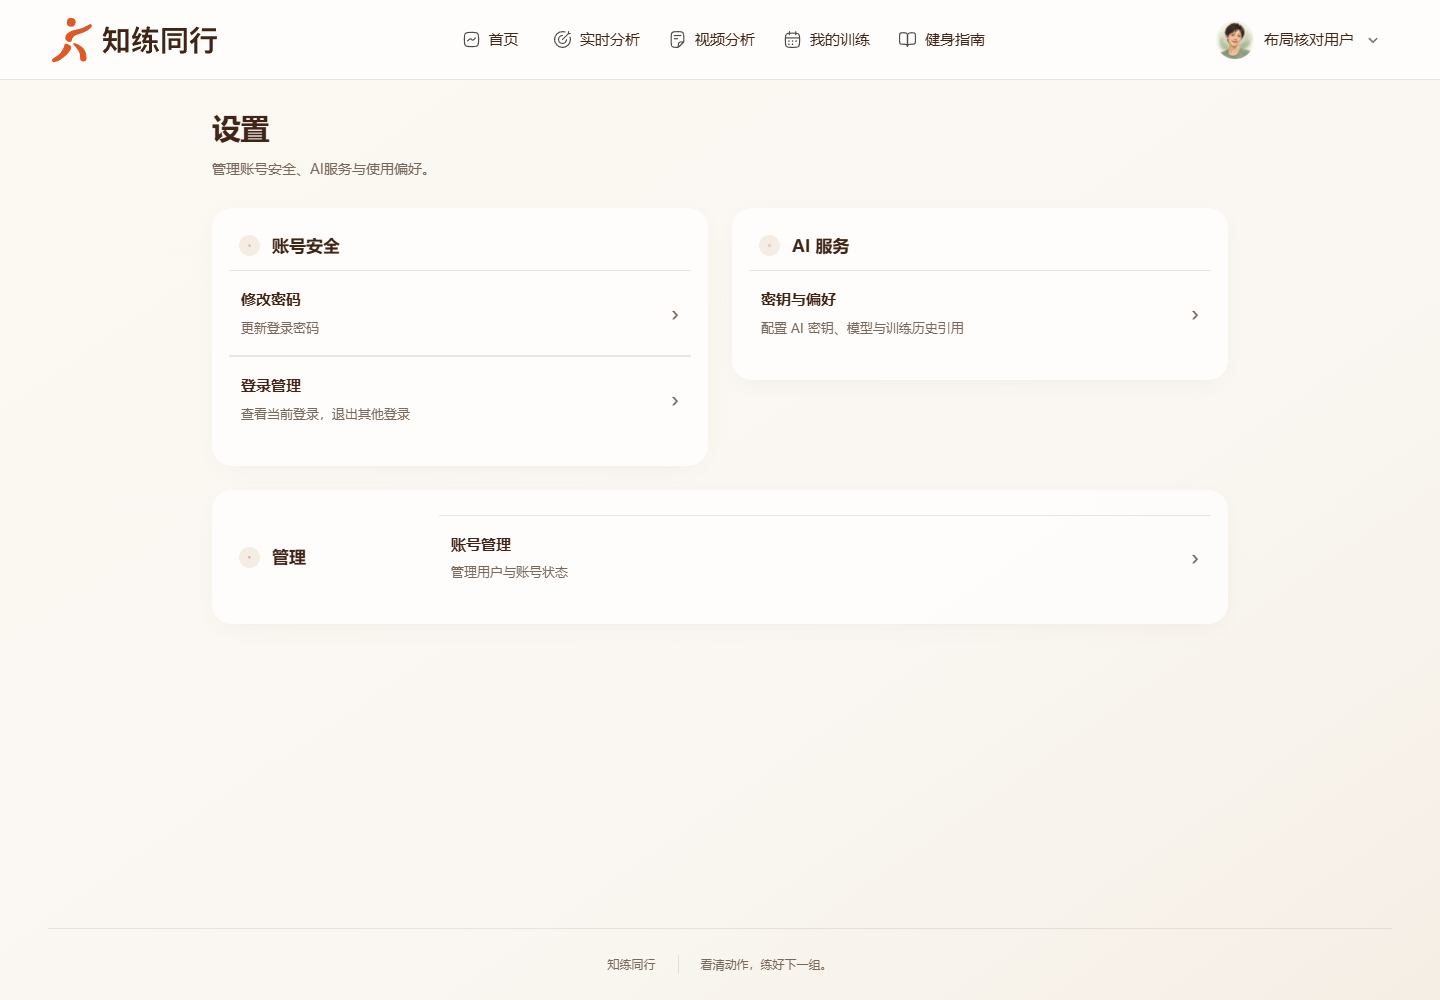 知练同行
首页
实时分析
视频分析
我的训练
健身指南
布局核对用户
设置
管理账号安全、AI服务与使用偏好。
账号安全
修改密码
更新登录密码
登录管理
查看当前登录，退出其他登录
AI 服务
密钥与偏好
配置 AI 密钥、模型与训练历史引用
管理
账号管理
管理用户与账号状态
知练同行
看清动作，练好下一组。